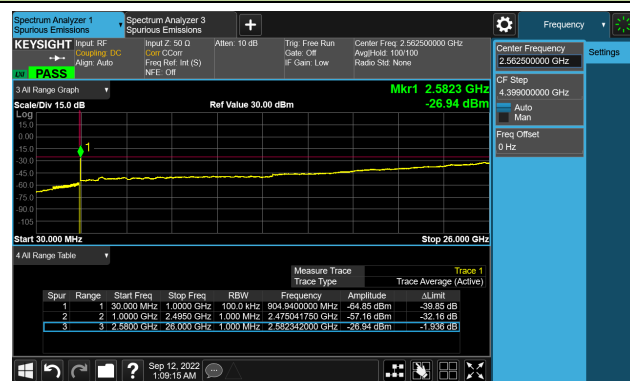 Spectrum Analyzer 1
Spurious Emissions
Spectrum Analyzer 3
Spurious Emissions
+
Frequency
KEYSIGHT
Input: RF
Coupling: DC
Align: Auto
Input Z: 50 Ω
Corr CCorr
Freq Ref: Int (S)
NFE: Off
Atten: 10 dB
Trig: Free Run
Gate: Off
IF Gain: Low
Center Freq: 2.562500000 GHz
Avg|Hold: 100/100
Radio Std: None
LXI
PASS
Center Frequency
2.562500000 GHz
Settings
CF Step
4.399000000 GHz
Auto
Man
Freq Offset
0 Hz
3 All Range Graph
Mkr1 2.5823 GHz
Scale/Div 15.0 dB
Ref Value 30.00 dBm
-26.94 dBm
Log
15.0
0.00
-15.0
-30.0
-45.0
-60.0
-75.0
-90.0
-105
1
Start 30.000 MHz
Stop 26.000 GHz
4 All Range Table
Measure Trace
Trace 1
Trace Type
Trace Average (Active)
Spur Range Start Freq Stop Freq RBW Frequency Amplitude ΔLimit
1 1 30.000 MHz 1.0000 GHz 100.0 kHz 904.9400000 MHz -64.85 dBm -39.85 dB
2 2 1.0000 GHz 2.4950 GHz 1.000 MHz 2.475041750 GHz -57.16 dBm -32.16 dB
3 3 2.5800 GHz 26.000 GHz 1.000 MHz 2.582342750 GHz -26.94 dBm -1.936 dB
?
Sep 12, 2022
1:09:15 AM